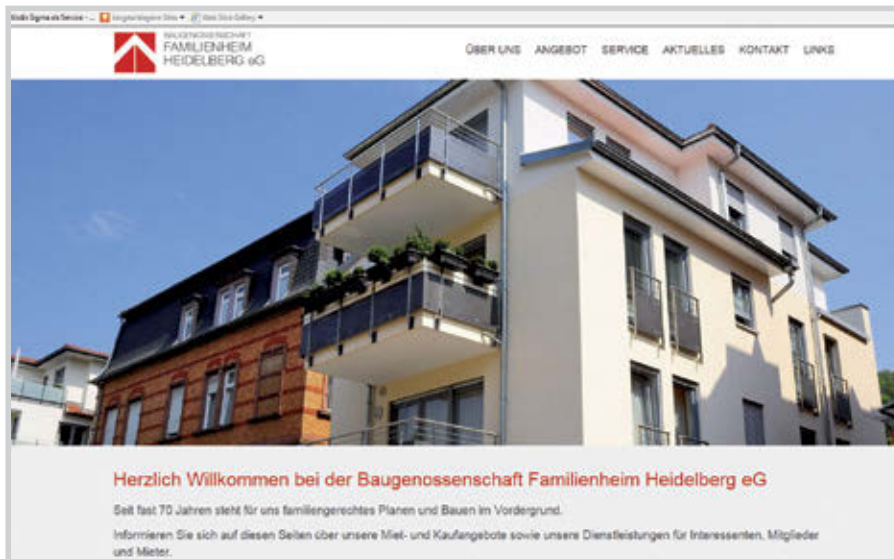 BAUGENOSSENSCHAFT
FAMILIENHEIM
HEIDELBERG eG
ÜBER UNS ANGEBOT SERVICE AKTUELLES KONTAKT LINKS
Herzlich Willkommen bei der Baugenossenschaft Familienheim Heidelberg eG
Seit fast 70 Jahren steht für uns familiengerechtes Planen und Bauen im Vordergrund.
Informieren Sie sich auf diesen Seiten über unsere Miet- und Kaufangebote sowie unsere Dienstleistungen für Interessenten, Mitglieder
und Mieter.